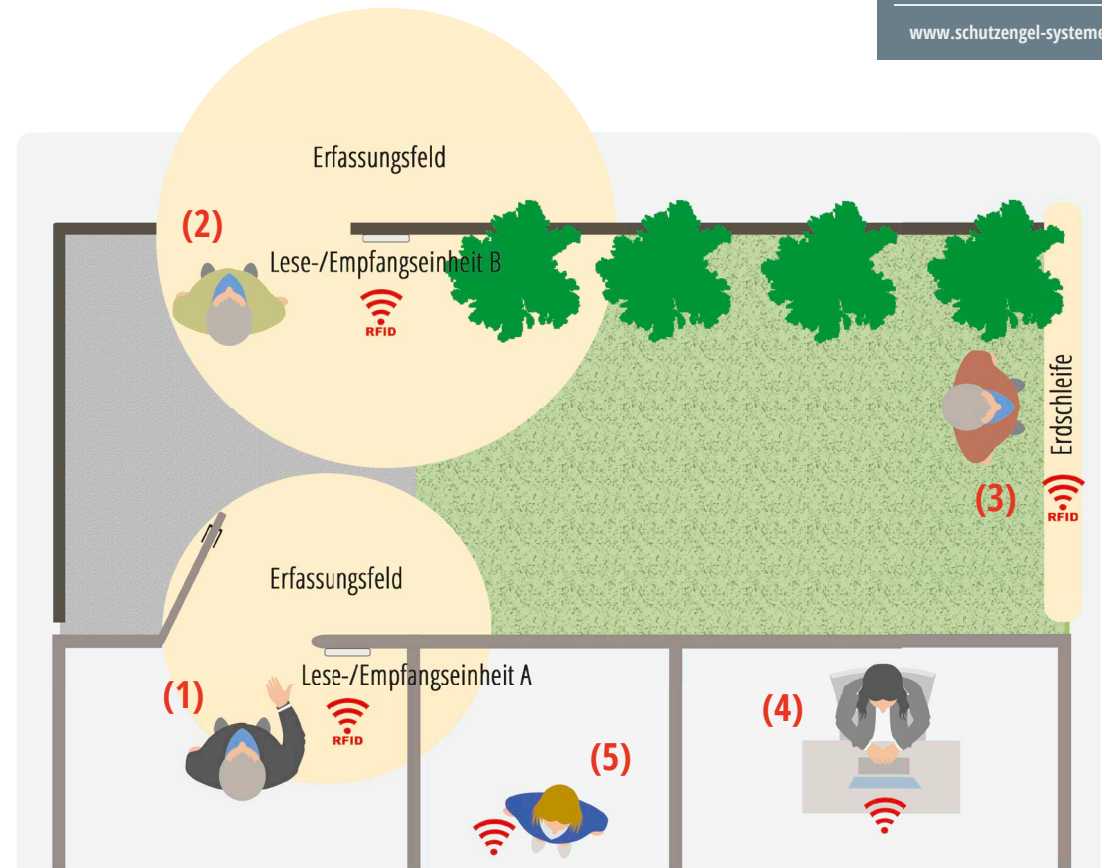 www.schutzengel-systeme
Erfassungsfeld
(2)
Lese-/Empfangseinheit B
RFID
Erdschleife
(3)
RFID
Erfassungsfeld
Lese-/Empfangseinheit A
(1)
RFID
(4)
(5)